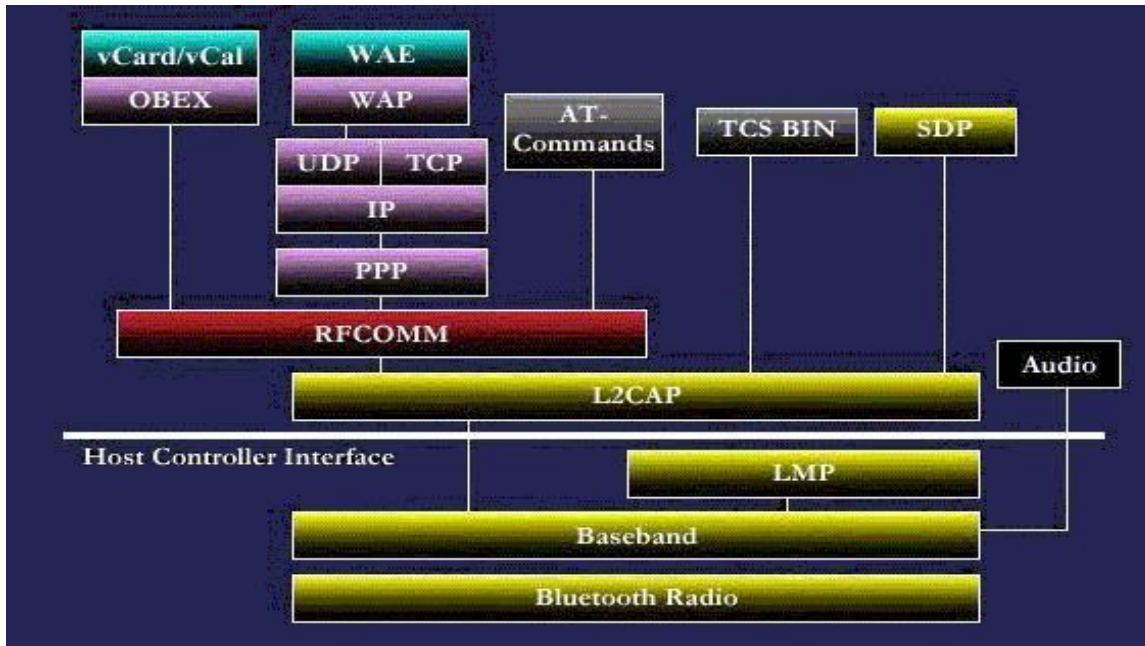 vCard/vCal
OBEX
WAE
WAP
UDP
TCP
IP
PPP
AT-
Commands
TCS BIN
SDP
RFCOMM
L2CAP
Audio
Host Controller Interface
LMP
Baseband
Bluetooth Radio